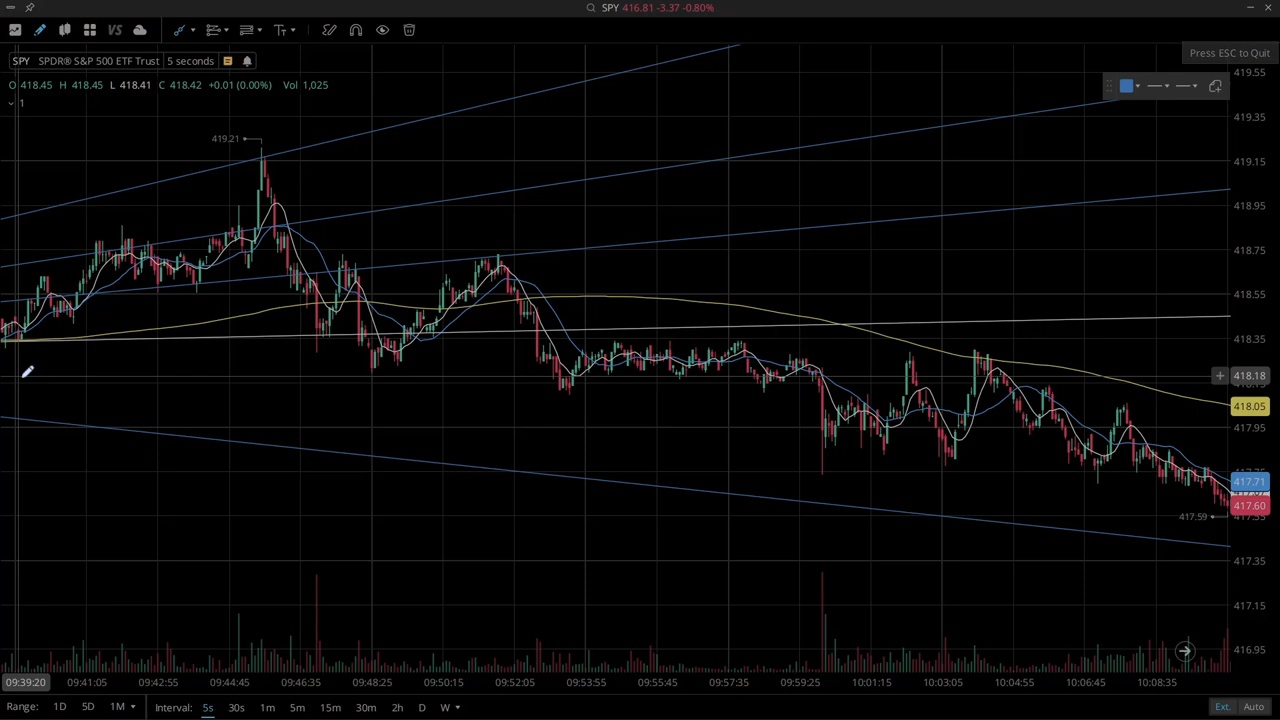 SPY 416.81 -3.37 -0.80%
VS
Press ESC to Quit
SPY SPDR® S&P 500 ETF Trust 5 seconds
O 418.45 H 418.45 L 418.41 C 418.42 +0.01 (0.00%) Vol 1,025
1
419.21
419.55
419.35
419.15
418.95
418.75
418.55
418.35
418.18
418.05
417.95
417.71
417.60
417.59
417.35
417.15
416.95
09:39:20 09:41:05 09:42:55 09:44:45 09:46:35 09:48:25 09:50:15 09:52:05 09:53:55 09:55:45 09:57:35 09:59:25 10:01:15 10:03:05 10:04:55 10:06:45 10:08:35
Range: 1D 5D 1M Interval: 5s 30s 1m 5m 15m 30m 2h D W Ext. Auto